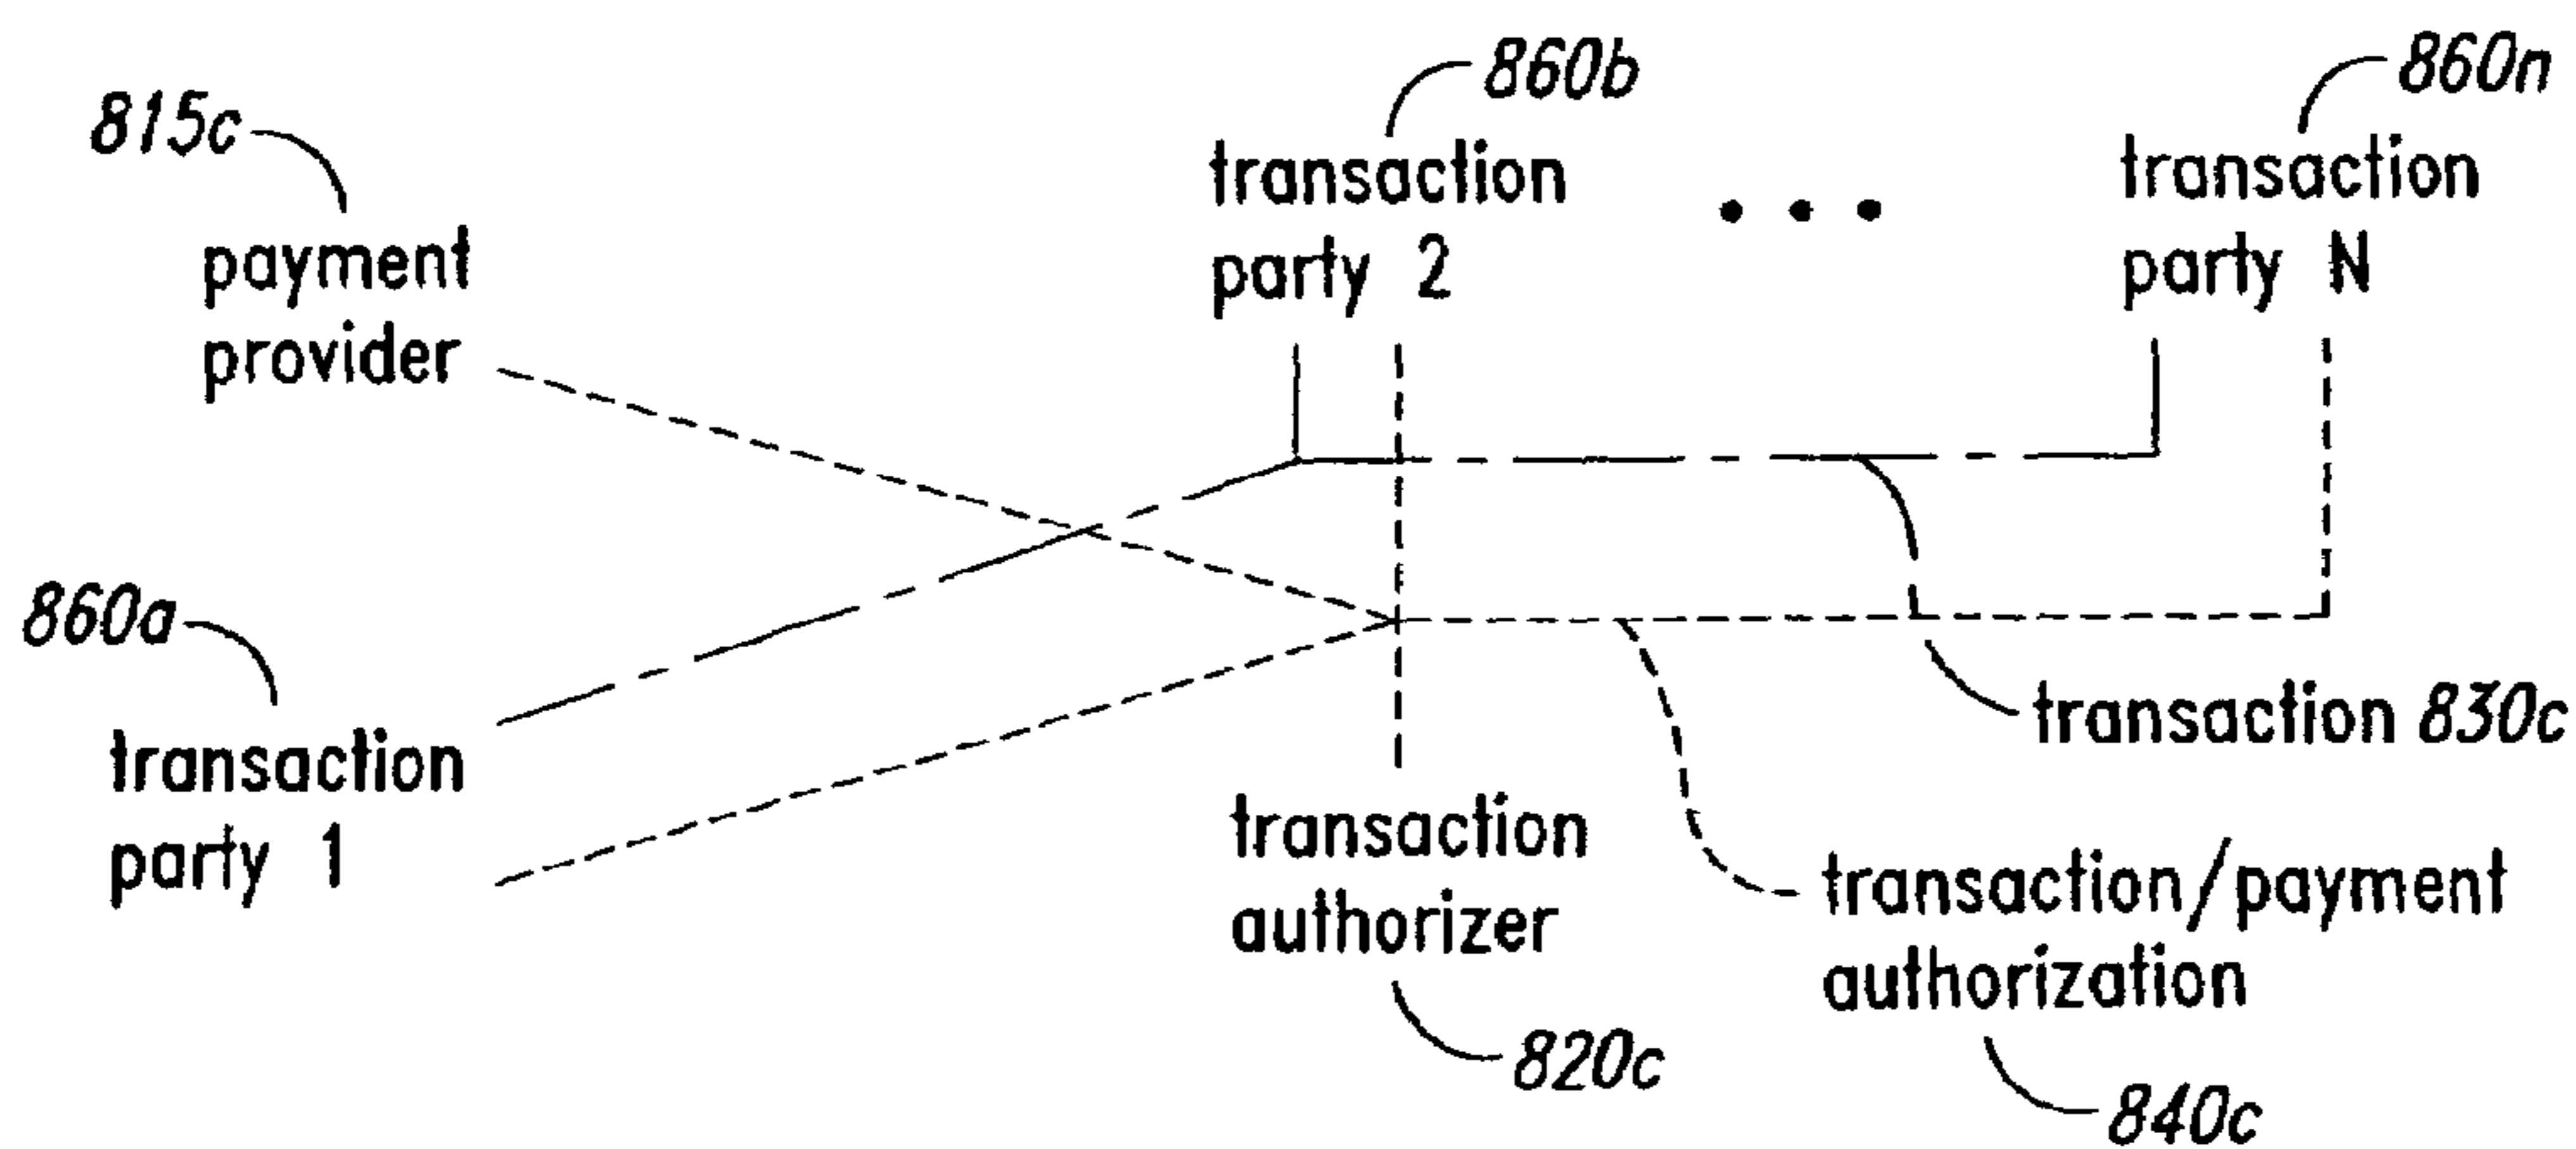 815c
payment
provider
860b
transaction
party 2
• • •
860n
transaction
party N
860a
transaction
party 1
transaction 830c
transaction
authorizer
820c
transaction/payment
authorization
840c